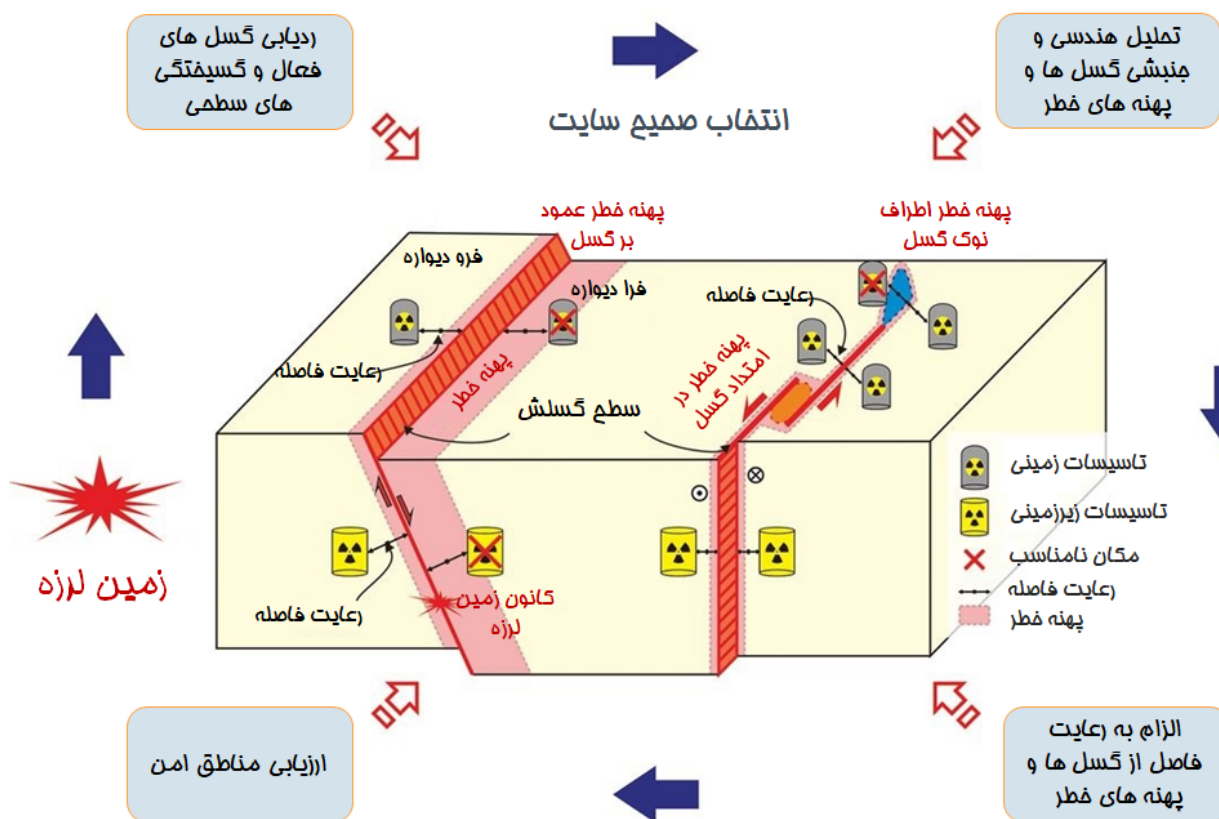 ردیابی گسل های
فعال و گسیختگی
های سطحی
انتخاب صحیح سایت
تحلیل هندسی و
جنبشی گسل ها و
پهنه های خطر
پهنه خطر عمود
بر گسل
پهنه خطر اطراف
نوک گسل
فرو دیواره
فرا دیواره
رعایت فاصله
رعایت فاصله
پهنه خطر
پهنه خطر در
امتداد گسل
سطح گسلش
زمین لرزه
رعایت فاصله
کانون زمین
لرزه
تاسیسات زمینی
تاسیسات زیرزمینی
مکان نامناسب
رعایت فاصله
پهنه خطر
ارزیابی مناطق امن
الزام به رعایت
فاصل از گسل ها و
پهنه های خطر